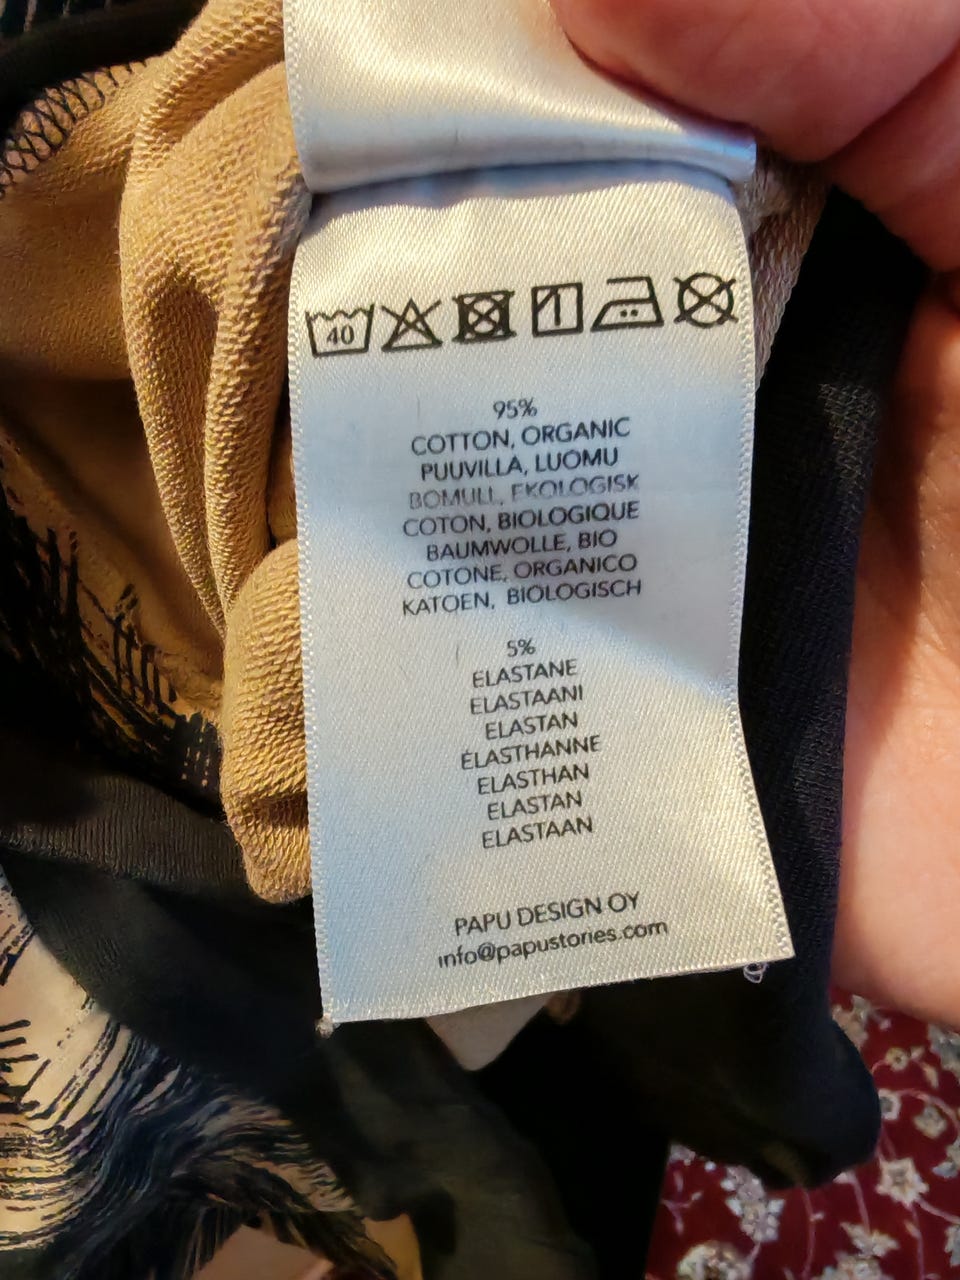 40
95%
COTTON, ORGANIC
PUUVILLA, LUOMU
BOMULL, EKOLOGISK
COTON, BIOLOGIQUE
BAUMWOLLE, BIO
COTONE, ORGANICO
KATOEN, BIOLOGISCH
5%
ELASTANE
ELASTAANI
ELASTAN
ÉLASTHANNE
ELASTHAN
ELASTAN
ELASTAAN
PAPU DESIGN OY
info@papustories.com